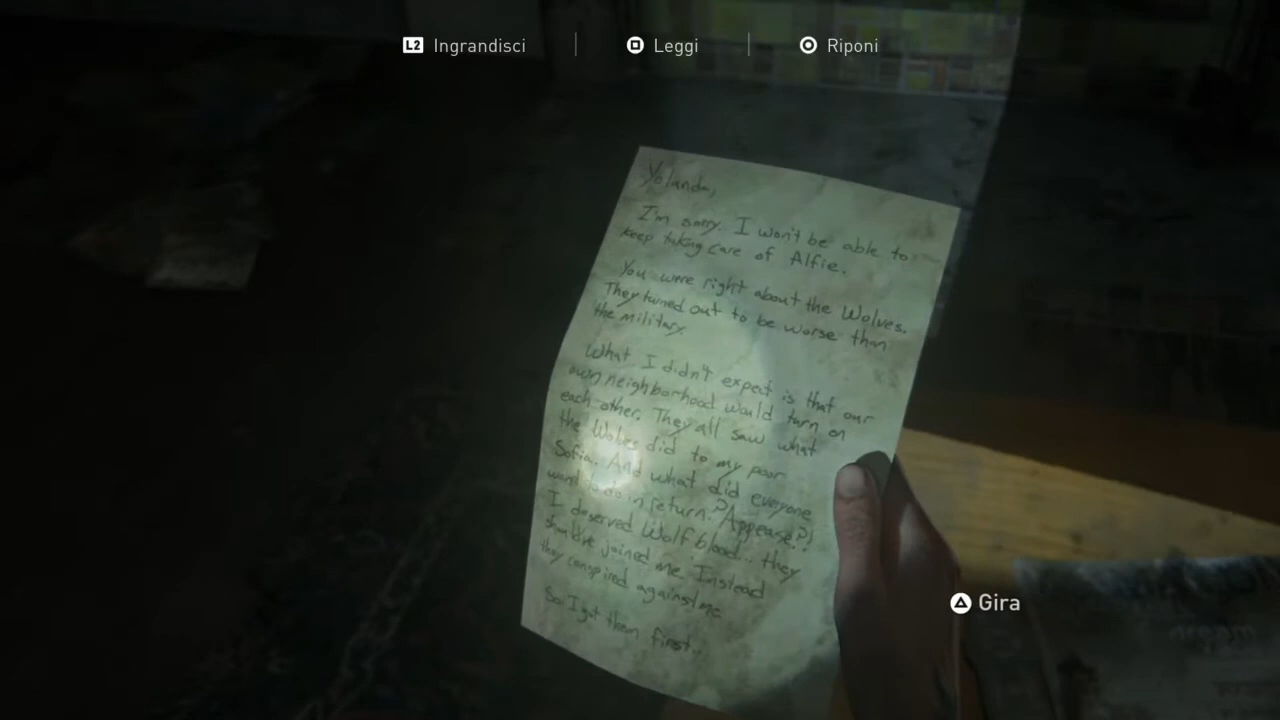 L2 Ingrandisci
Leggi
Riponi
Yolanda,
I'm sorry. I won't be able to
keep taking care of Alfie.
You were right about the Wolves.
They turned out to be worse than
the military.
What I didn't expect is that our
own neighborhood would turn on
each other. They all saw what
the Wolves did to my poor
Sofia. And what did everyone
want to do in return? Appease?!
I deserved Wolf blood... they
should've joined me. Instead
they conspired against me
So I got them first..
Gira